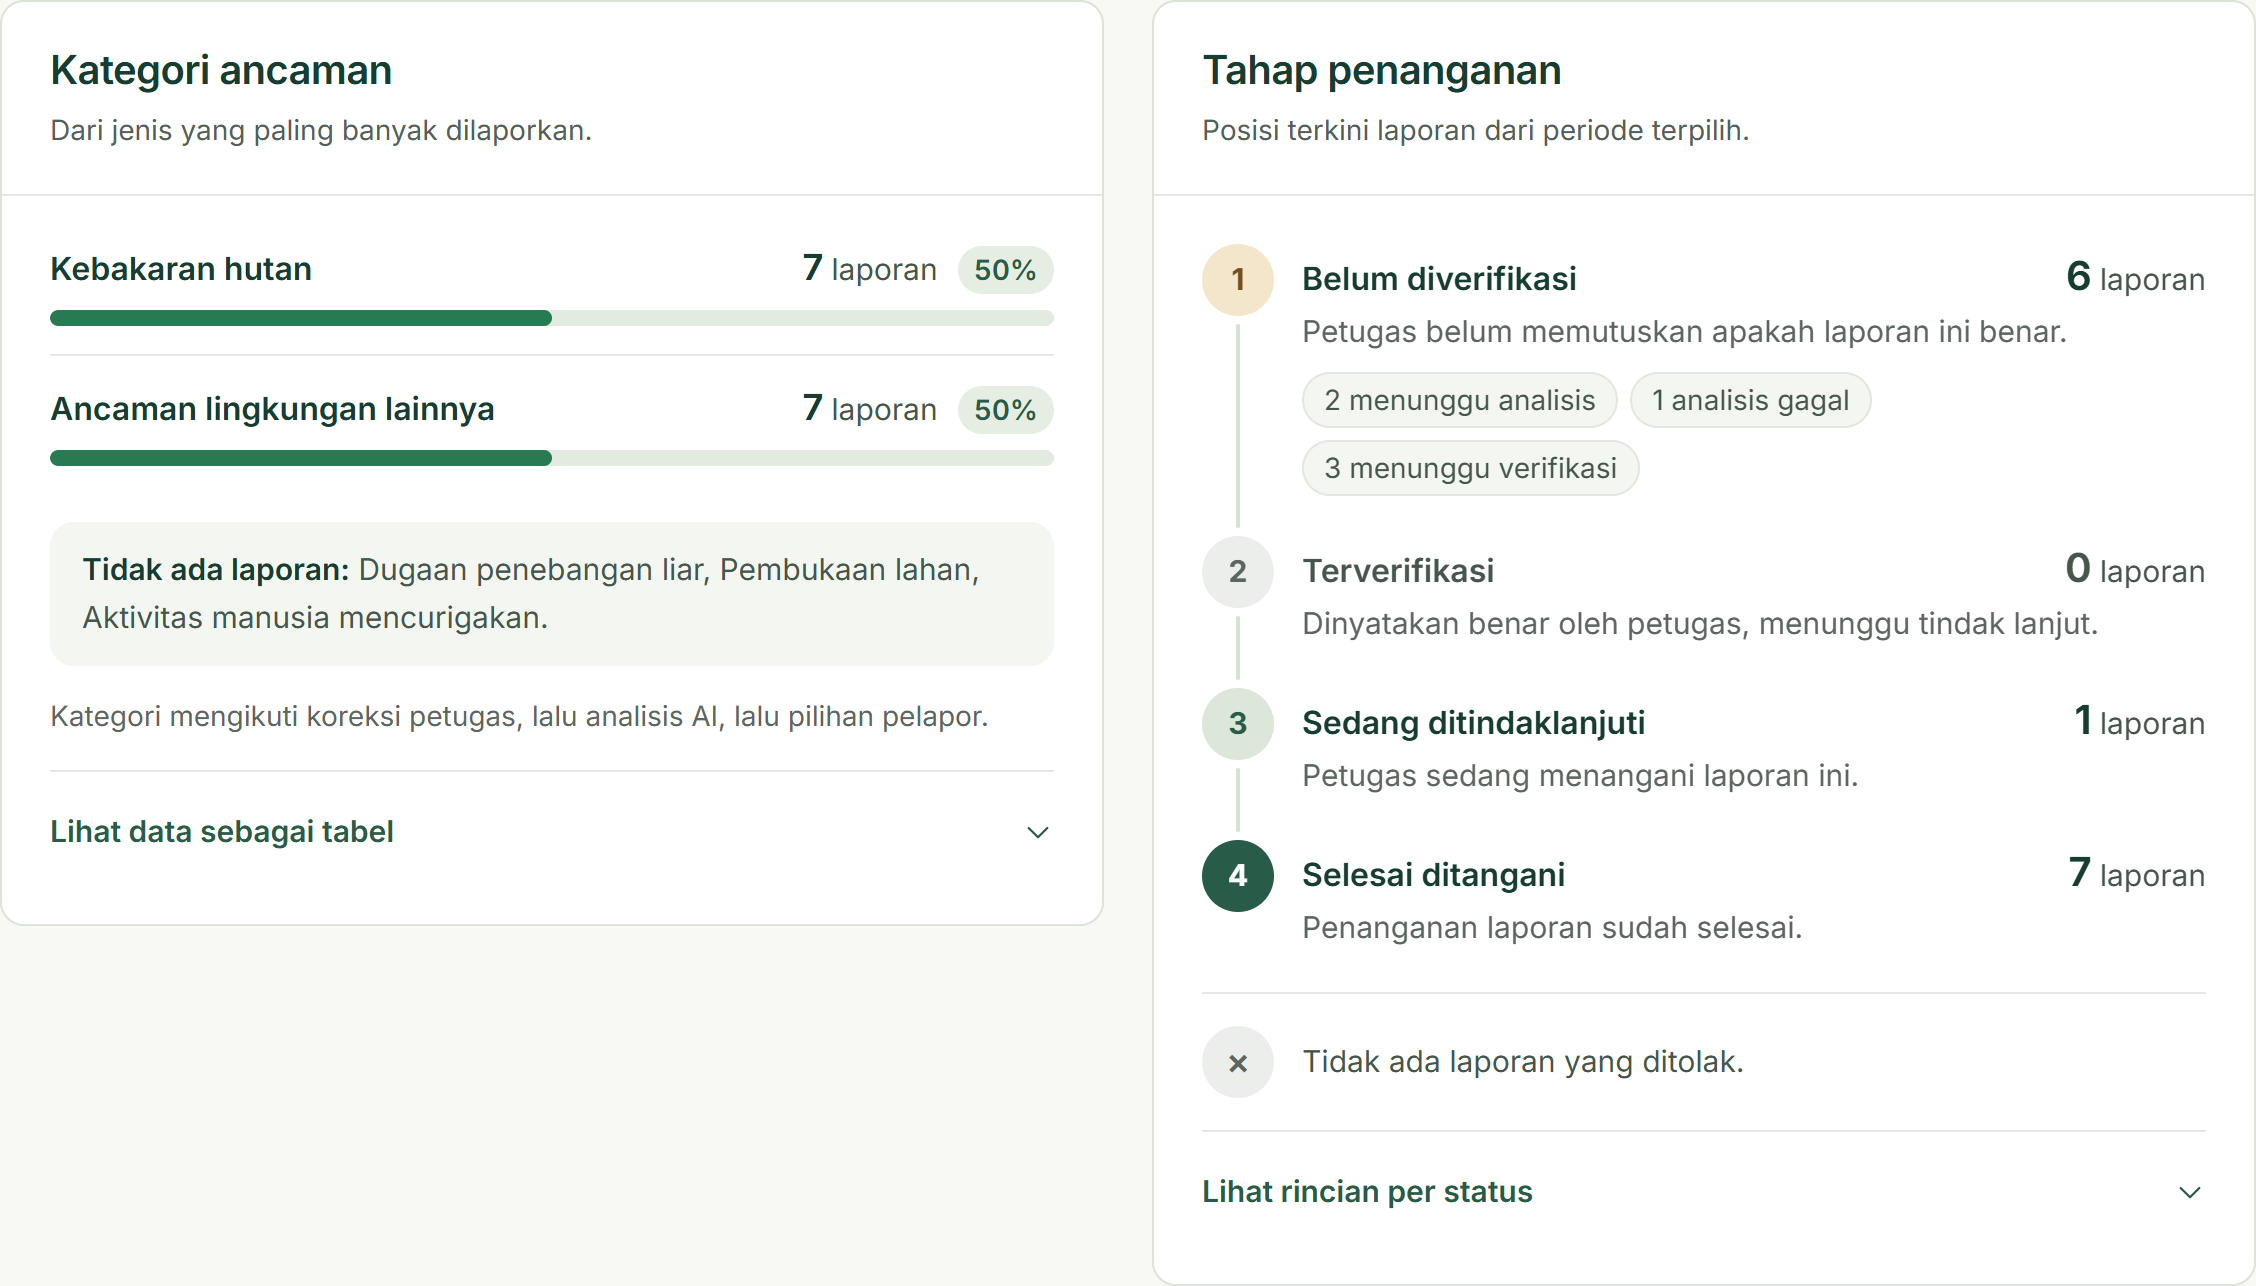 Kategori ancaman
Dari jenis yang paling banyak dilaporkan.
Kebakaran hutan 7 laporan 50%
Ancaman lingkungan lainnya 7 laporan 50%
Tidak ada laporan: Dugaan penebangan liar, Pembukaan lahan,
Aktivitas manusia mencurigakan.
Kategori mengikuti koreksi petugas, lalu analisis AI, lalu pilihan pelapor.
Lihat data sebagai tabel
Tahap penanganan
Posisi terkini laporan dari periode terpilih.
1 Belum diverifikasi 6 laporan
Petugas belum memutuskan apakah laporan ini benar.
2 menunggu analisis 1 analisis gagal
3 menunggu verifikasi
2 Terverifikasi 0 laporan
Dinyatakan benar oleh petugas, menunggu tindak lanjut.
3 Sedang ditindaklanjuti 1 laporan
Petugas sedang menangani laporan ini.
4 Selesai ditangani 7 laporan
Penanganan laporan sudah selesai.
Tidak ada laporan yang ditolak.
Lihat rincian per status